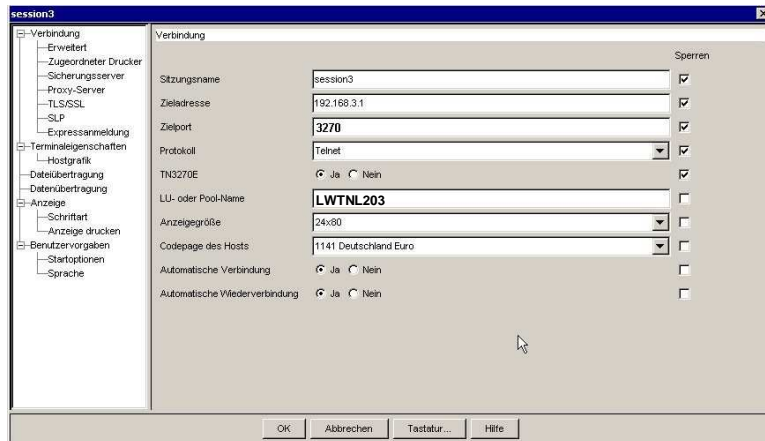 session3
Verbindung
Erweitert
Zugeordneter Drucker
Sicherungsserver
Proxy-Server
TLS/SSL
SLP
Expressanmeldung
Terminaleigenschaften
Hostgrafik
Dateiübertragung
Datenübertragung
Anzeige
Schriftart
Anzeige drucken
Benutzervorgaben
Startoptionen
Sprache
Verbindung
Sperren
Sitzungsname session3
Zieladresse 192.168.3.1
Zielport 3270
Protokoll Telnet
TN3270E Ja Nein
LU- oder Pool-Name LWTNL203
Anzeigegröße 24x80
Codepage des Hosts 1141 Deutschland Euro
Automatische Verbindung Ja Nein
Automatische Wiederverbindung Ja Nein
OK Abbrechen Tastatur... Hilfe